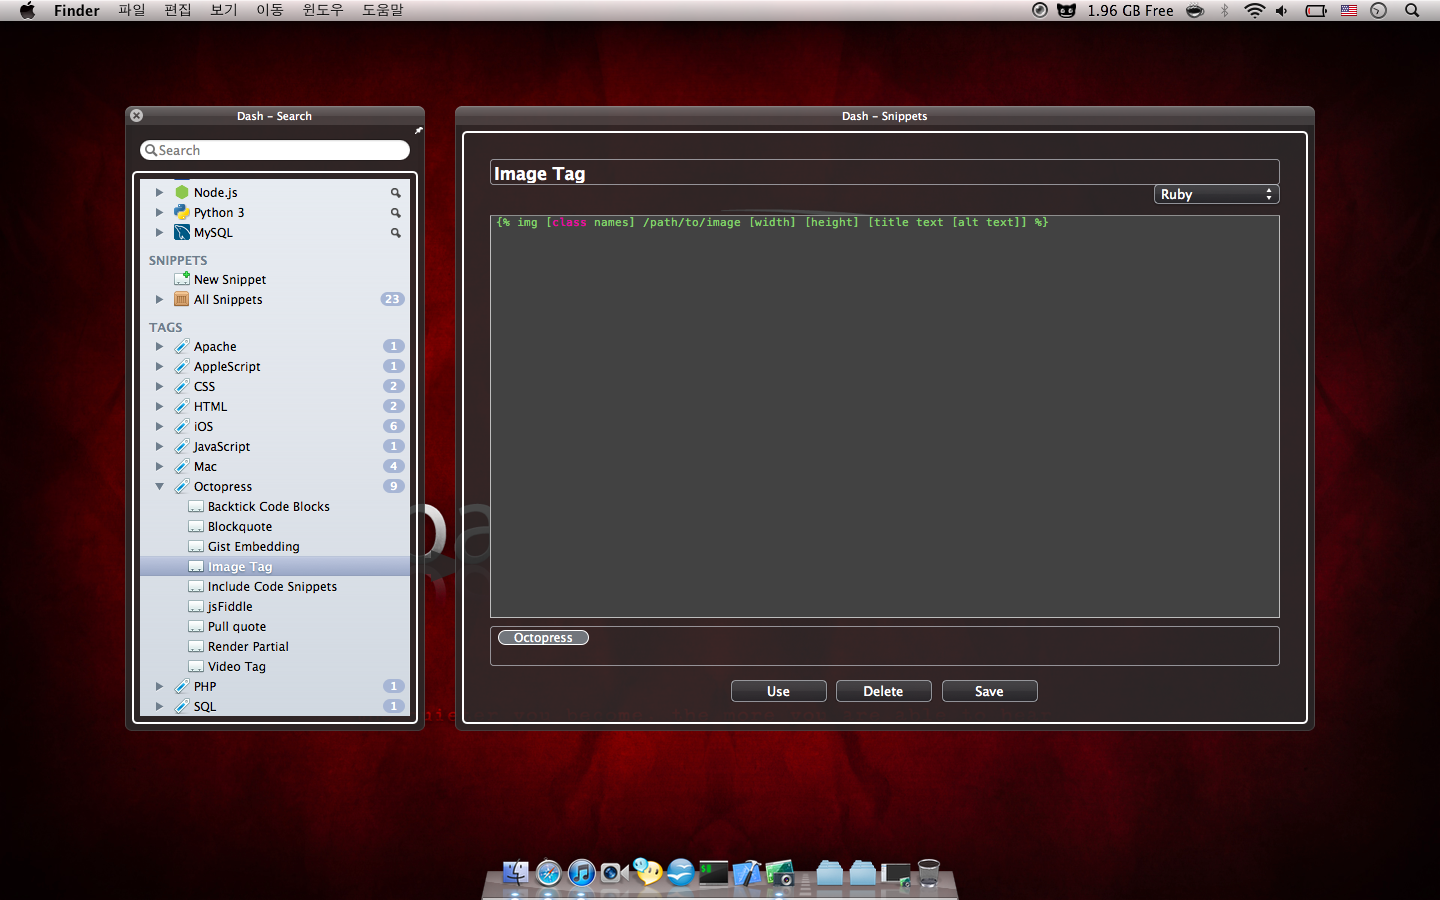 Finder 파일 편집 보기 이동 윈도우 도움말 1.96 GB Free
Dash – Search
Search
Node.js
Python 3
MySQL
SNIPPETS
New Snippet
All Snippets 23
TAGS
Apache 1
AppleScript 1
CSS 2
HTML 2
iOS 6
JavaScript 1
Mac 4
Octopress 9
Backtick Code Blocks
Blockquote
Gist Embedding
Image Tag
Include Code Snippets
jsFiddle
Pull quote
Render Partial
Video Tag
PHP 1
SQL 1
Dash – Snippets
Image Tag
Ruby
{% img [class names] /path/to/image [width] [height] [title text [alt text]] %}
Octopress
Use Delete Save